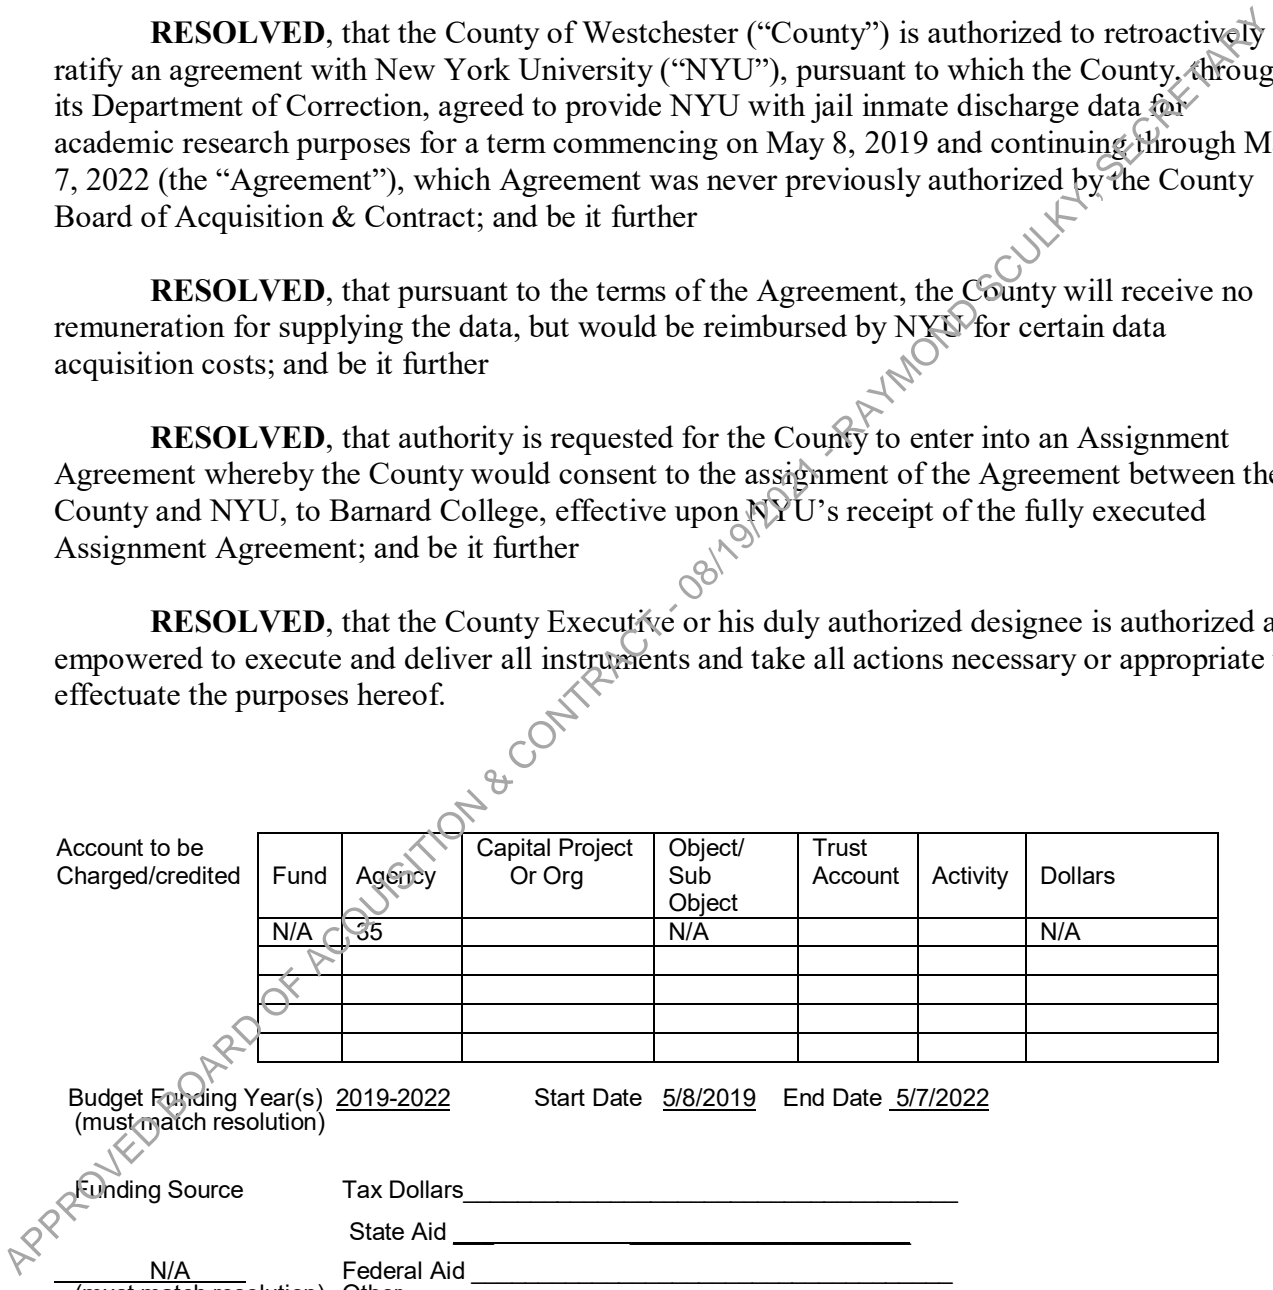 RESOLVED, that the County of Westchester (“County”) is authorized to retroactively
ratify an agreement with New York University (“NYU”), pursuant to which the County, throug
its Department of Correction, agreed to provide NYU with jail inmate discharge data for
academic research purposes for a term commencing on May 8, 2019 and continuing through M
7, 2022 (the “Agreement”), which Agreement was never previously authorized by the County
Board of Acquisition & Contract; and be it further
RESOLVED, that pursuant to the terms of the Agreement, the County will receive no
remuneration for supplying the data, but would be reimbursed by NYU for certain data
acquisition costs; and be it further
RESOLVED, that authority is requested for the County to enter into an Assignment
Agreement whereby the County would consent to the assignment of the Agreement between the
County and NYU, to Barnard College, effective upon NYU’s receipt of the fully executed
Assignment Agreement; and be it further
RESOLVED, that the County Executive or his duly authorized designee is authorized a
empowered to execute and deliver all instruments and take all actions necessary or appropriate
effectuate the purposes hereof.
Account to be
Charged/credited
Fund
Agency
Capital Project
Or Org
Object/
Sub
Object
Trust
Account
Activity
Dollars
N/A 35 N/A N/A
Budget Funding Year(s) 2019-2022 Start Date 5/8/2019 End Date 5/7/2022
(must match resolution)
Funding Source Tax Dollars
State Aid
N/A Federal Aid
(must match resolution) Other
APPROVED BOARD OF ACQUISITION & CONTRACT - 08/19/2021 - RAYMOND SCULKY, SECRETARY